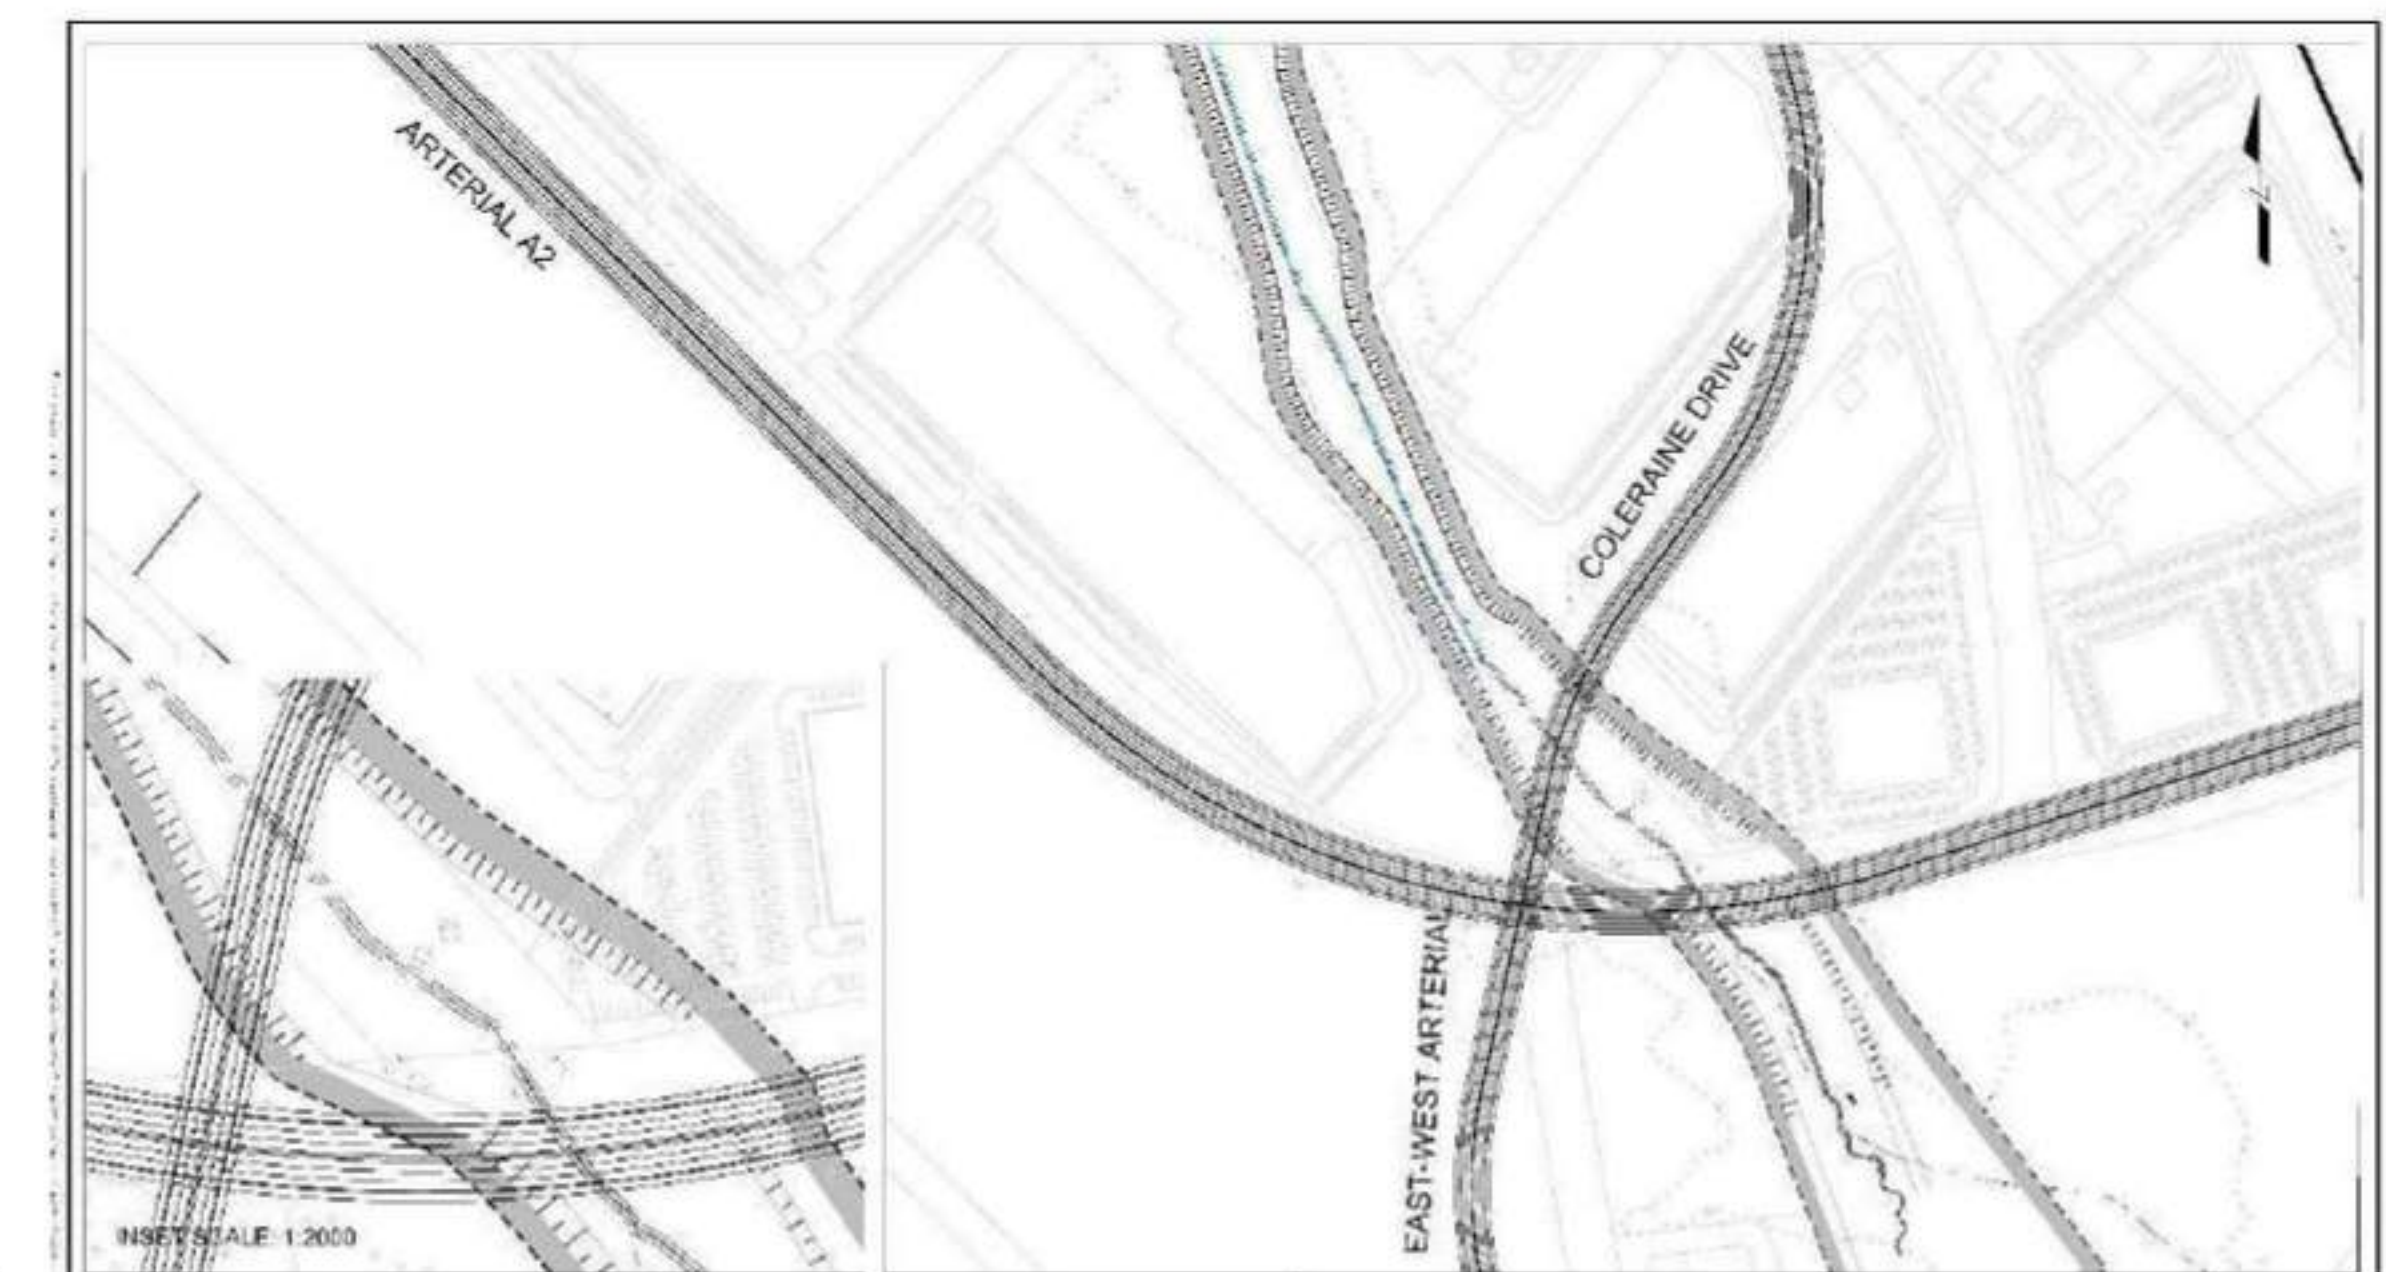 ARTERIAL A2
COLERAINE DRIVE
EAST-WEST ARTERIAL
INSET SCALE: 1:2000